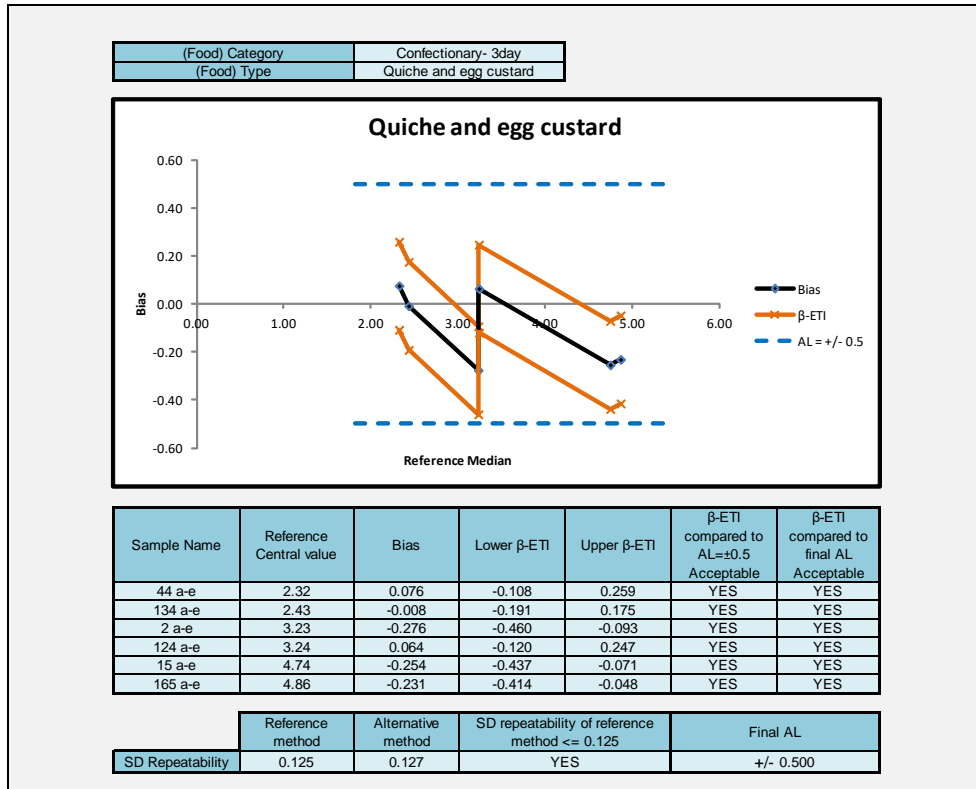 (Food) Category Confectionary- 3day
(Food) Type Quiche and egg custard
Quiche and egg custard
0.60
0.40
0.20
0.00
-0.20
-0.40
-0.60
Bias
0.00 1.00 2.00 3.00 4.00 5.00 6.00
Reference Median
Bias
β-ETI
AL = +/- 0.5
Sample Name Reference Central value Bias Lower β-ETI Upper β-ETI β-ETI compared to AL=±0.5 Acceptable β-ETI compared to final AL Acceptable
44 a-e 2.32 0.076 -0.108 0.259 YES YES
134 a-e 2.43 -0.008 -0.191 0.175 YES YES
2 a-e 3.23 -0.276 -0.460 -0.093 YES YES
124 a-e 3.24 0.064 -0.120 0.247 YES YES
15 a-e 4.74 -0.254 -0.437 -0.071 YES YES
165 a-e 4.86 -0.231 -0.414 -0.048 YES YES
Reference method Alternative method SD repeatability of reference method <= 0.125 Final AL
SD Repeatability 0.125 0.127 YES +/- 0.500